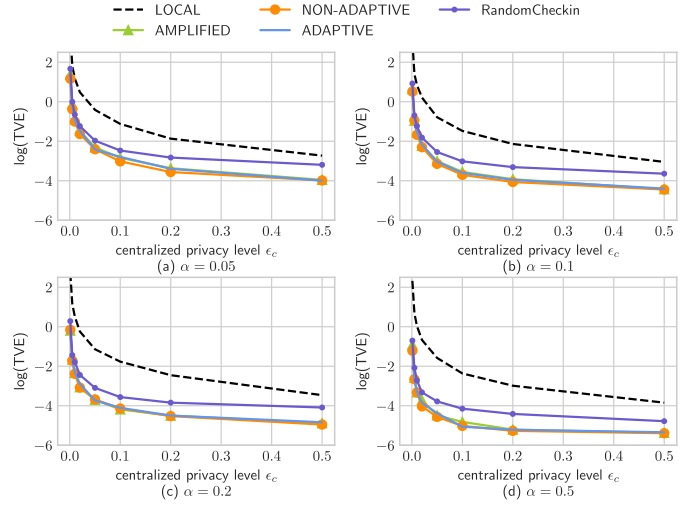 LOCAL NON-ADAPTIVE RandomCheckin
AMPLIFIED ADAPTIVE
log(TVE)
2
0
−2
−4
−6
0.0 0.1 0.2 0.3 0.4 0.5
centralized privacy level ϵc
(a) α = 0.05
log(TVE)
2
0
−2
−4
−6
0.0 0.1 0.2 0.3 0.4 0.5
centralized privacy level ϵc
(b) α = 0.1
log(TVE)
2
0
−2
−4
−6
0.0 0.1 0.2 0.3 0.4 0.5
centralized privacy level ϵc
(c) α = 0.2
log(TVE)
2
0
−2
−4
−6
0.0 0.1 0.2 0.3 0.4 0.5
centralized privacy level ϵc
(d) α = 0.5